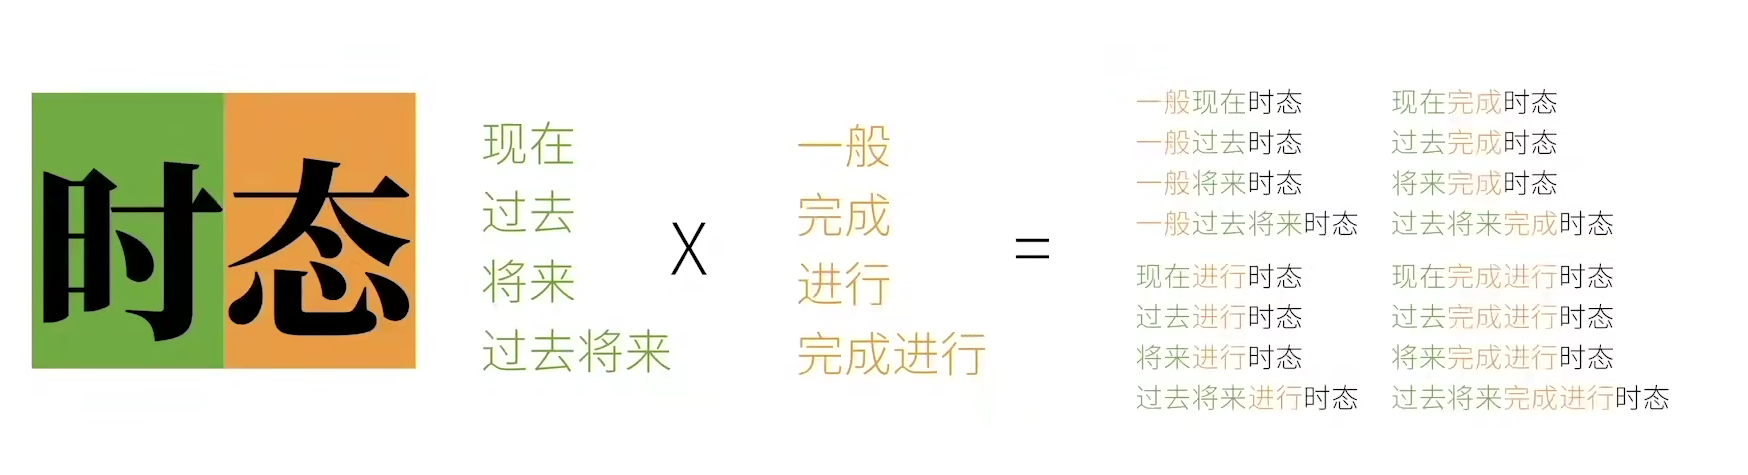 时态
现在
过去
将来
过去将来
X
一般
完成
进行
完成进行
=
一般现在时态
一般过去时态
一般将来时态
一般过去将来时态
现在完成时态
过去完成时态
将来完成时态
过去将来完成时态
现在进行时态
过去进行时态
将来进行时态
过去将来进行时态
现在完成进行时态
过去完成进行时态
将来完成进行时态
过去将来完成进行时态